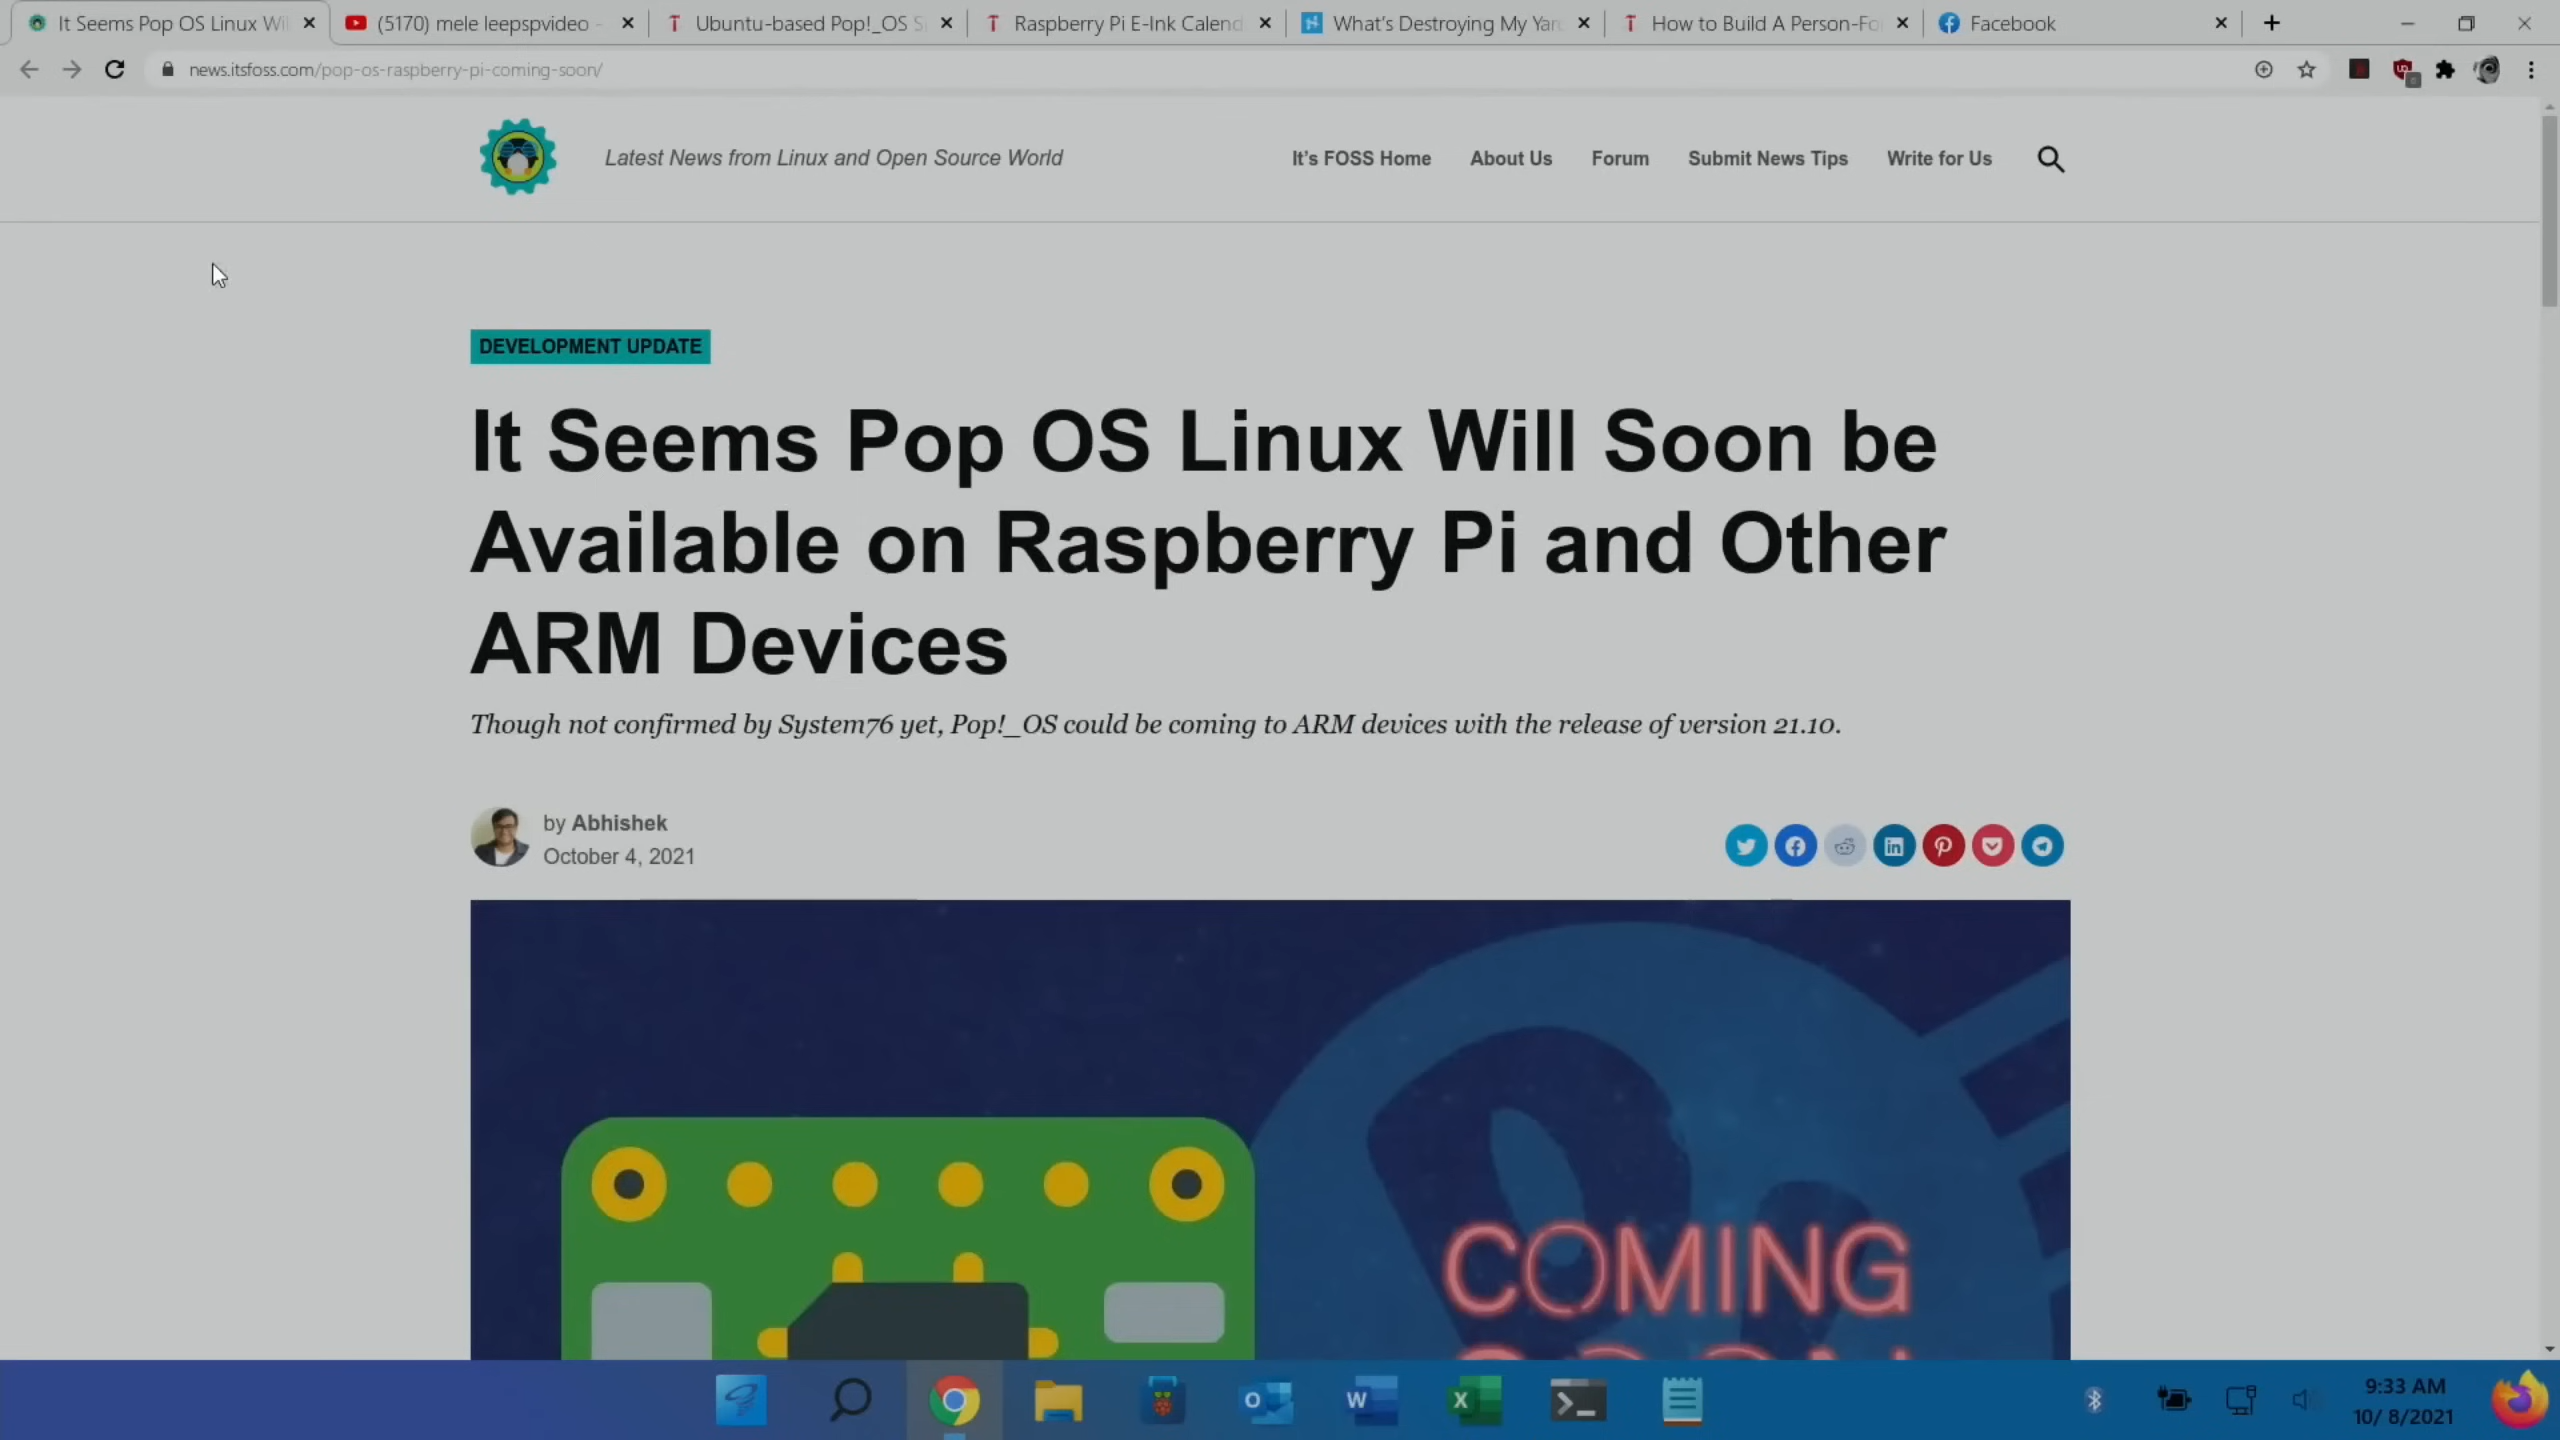 It Seems Pop OS Linux Wil
(5170) mele leepspvideo -
Ubuntu-based Pop!_OS S
Raspberry Pi E-Ink Calend
What's Destroying My Yar
How to Build A Person-Fo
Facebook
news.itsfoss.com/pop-os-raspberry-pi-coming-soon/
Latest News from Linux and Open Source World
It's FOSS Home
About Us
Forum
Submit News Tips
Write for Us
DEVELOPMENT UPDATE
It Seems Pop OS Linux Will Soon be
Available on Raspberry Pi and Other
ARM Devices
Though not confirmed by System76 yet, Pop!_OS could be coming to ARM devices with the release of version 21.10.
by Abhishek
October 4, 2021
COMING
9:33 AM
10/ 8/2021